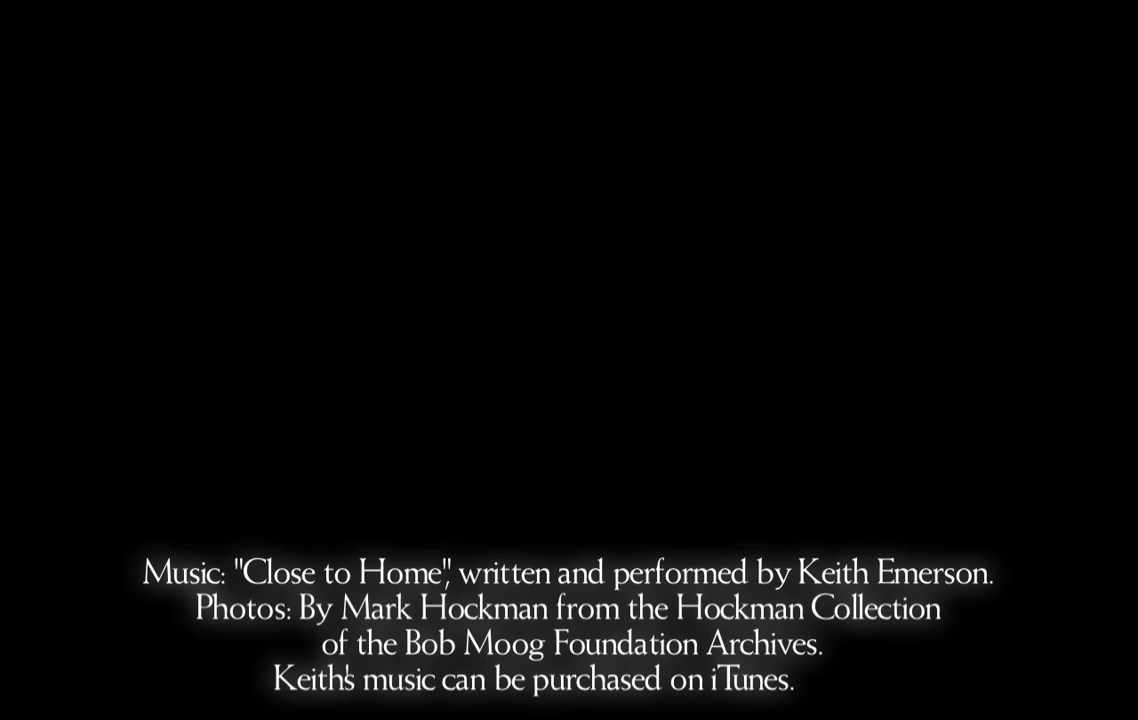 Music: "Close to Home", written and performed by Keith Emerson.
Photos: By Mark Hockman from the Hockman Collection
of the Bob Moog Foundation Archives.
Keith's music can be purchased on iTunes.